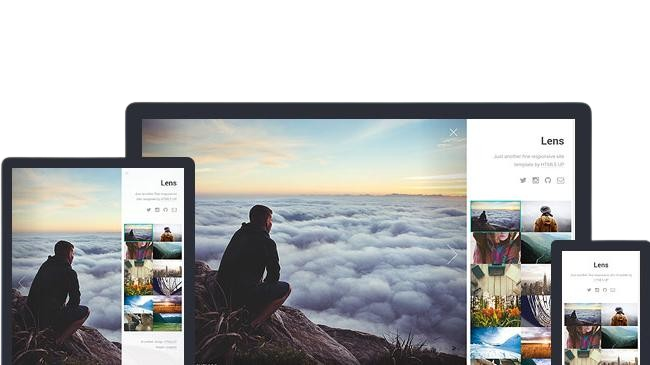 Lens
Just another fine responsive site
template by HTML5 UP
Lens
Just another fine responsive
site template by HTML5 UP
Lens
Just another fine responsive site template by
HTML5 UP